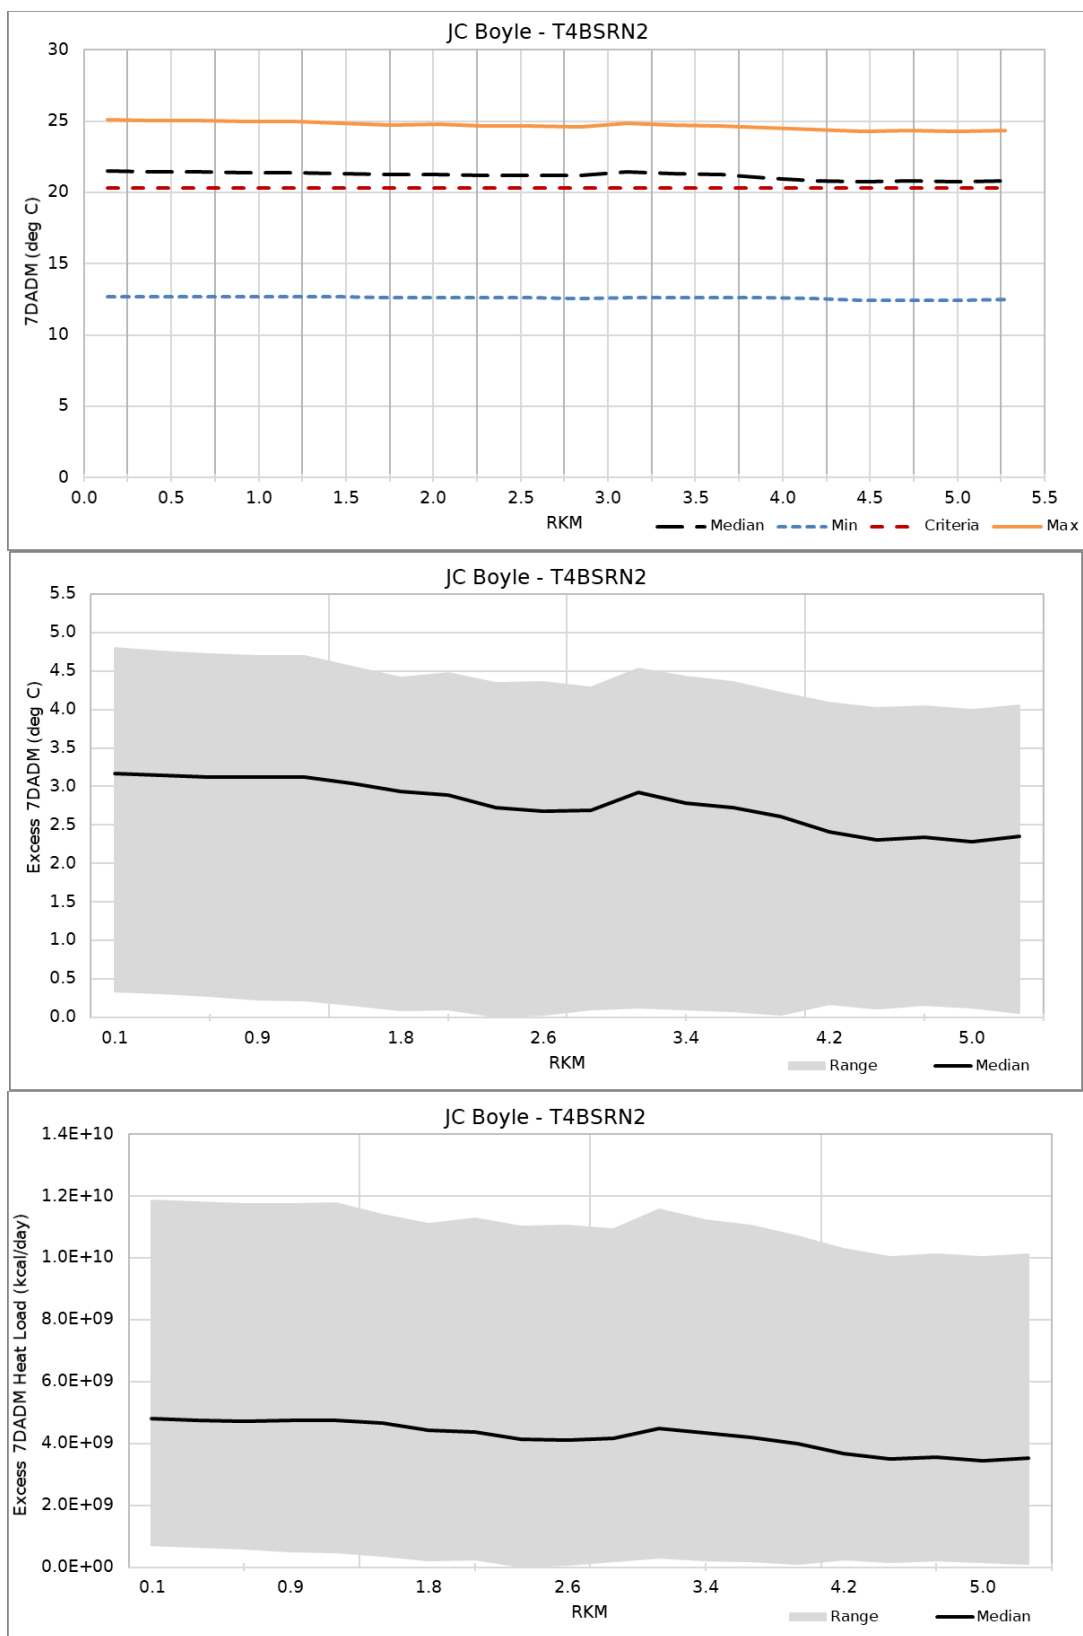 JC Boyle - T4BSRN2
30
25
20
15
10
5
0
7DADM (deg C)
0.0 0.5 1.0 1.5 2.0 2.5 3.0 3.5 4.0 4.5 5.0 5.5
RKM
Median Min Criteria Max
JC Boyle - T4BSRN2
5.5
5.0
4.5
4.0
3.5
3.0
2.5
2.0
1.5
1.0
0.5
0.0
Excess 7DADM (deg C)
0.1 0.9 1.8 2.6 3.4 4.2 5.0
RKM
Range Median
JC Boyle - T4BSRN2
1.4E+10
1.2E+10
1.0E+10
8.0E+09
6.0E+09
4.0E+09
2.0E+09
0.0E+00
Excess 7DADM Heat Load (kcal/day)
0.1 0.9 1.8 2.6 3.4 4.2 5.0
RKM
Range Median